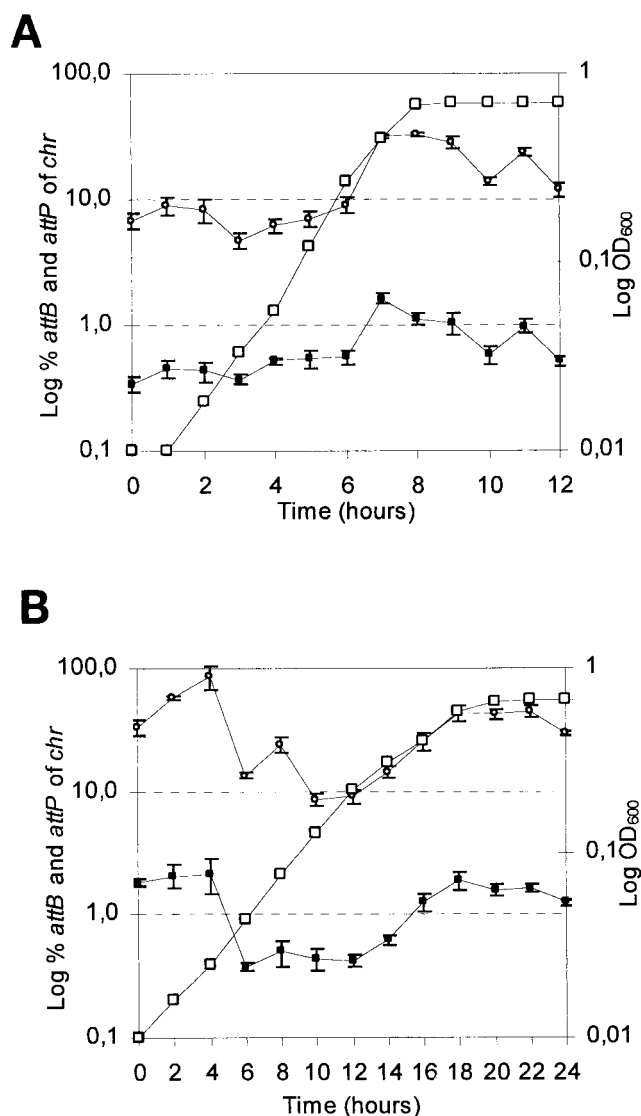 A
Log % attB and attP of chr
100,0
10,0
1,0
0,1
1
0,1
0,01
Log OD600
0 2 4 6 8 10 12
Time (hours)
B
Log % attB and attP of chr
100,0
10,0
1,0
0,1
1
0,10
0,01
Log OD600
0 2 4 6 8 10 12 14 16 18 20 22 24
Time (hours)